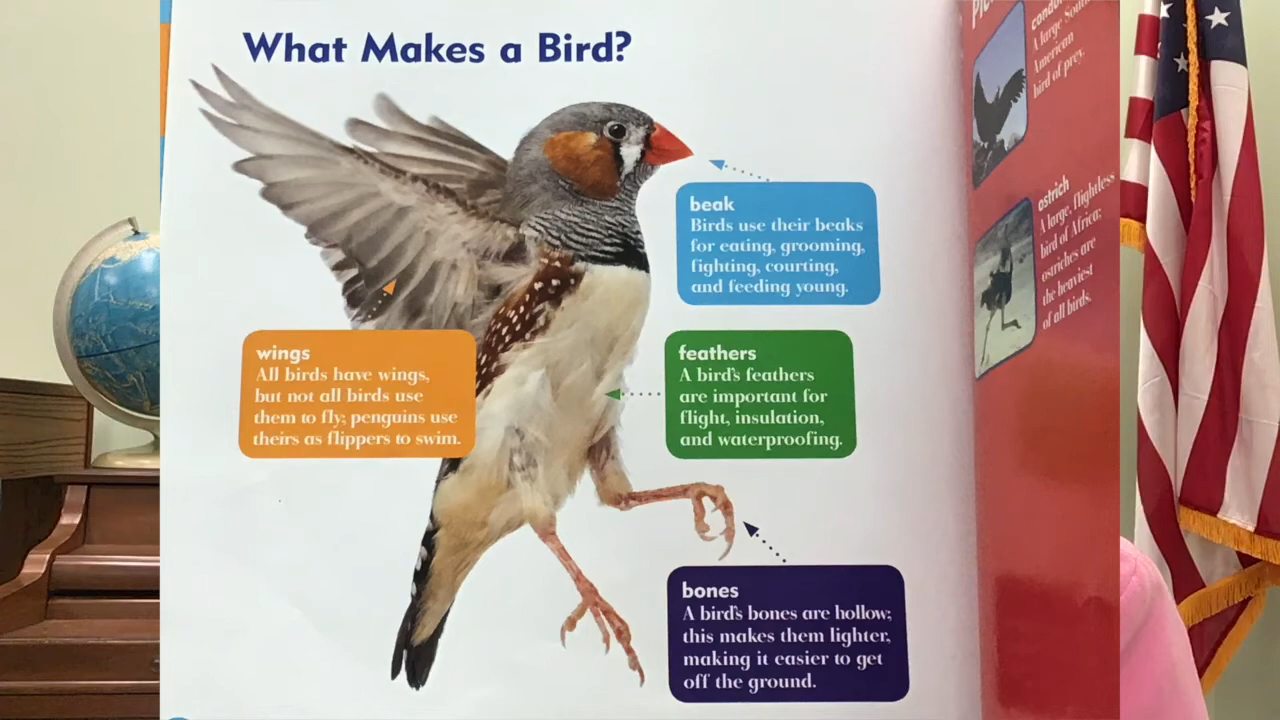 What Makes a Bird?
beak
Birds use their beaks
for eating, grooming,
fighting, courting,
and feeding young.
wings
All birds have wings,
but not all birds use
them to fly; penguins use
theirs as flippers to swim.
feathers
A bird's feathers
are important for
flight, insulation,
and waterproofing.
bones
A bird's bones are hollow;
this makes them lighter,
making it easier to get
off the ground.
A large
American
bird of prey.
ostrich
A large, flightless
bird of Africa;
ostriches are
the heaviest
of all birds.